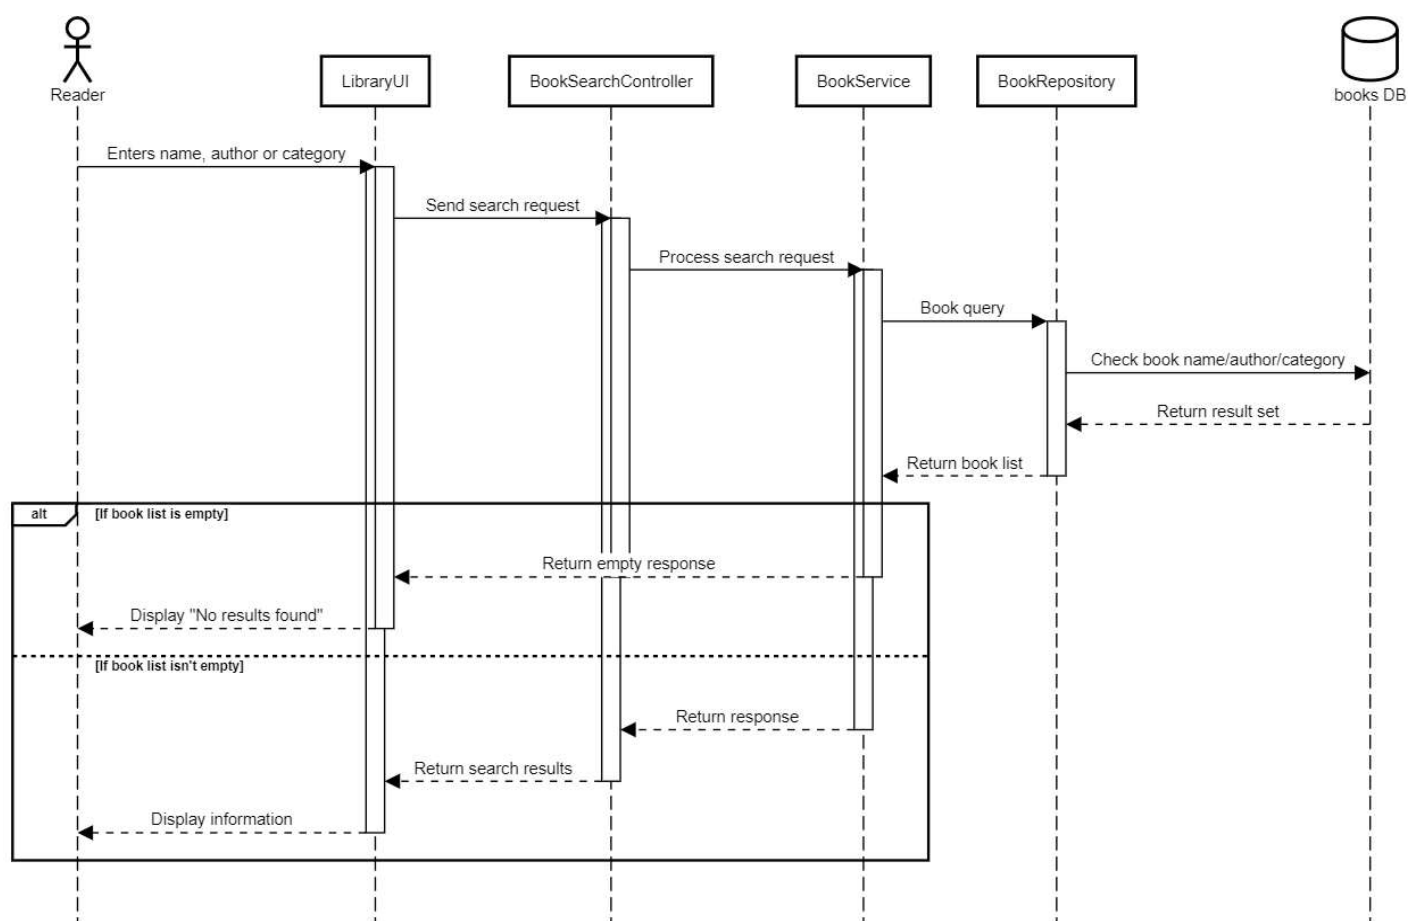 Reader
LibraryUI
BookSearchController
BookService
BookRepository
books DB
Enters name, author or category
Send search request
Process search request
Book query
Check book name/author/category
Return result set
Return book list
alt
[If book list is empty]
Return empty response
Display "No results found"
[If book list isn't empty]
Return response
Return search results
Display information